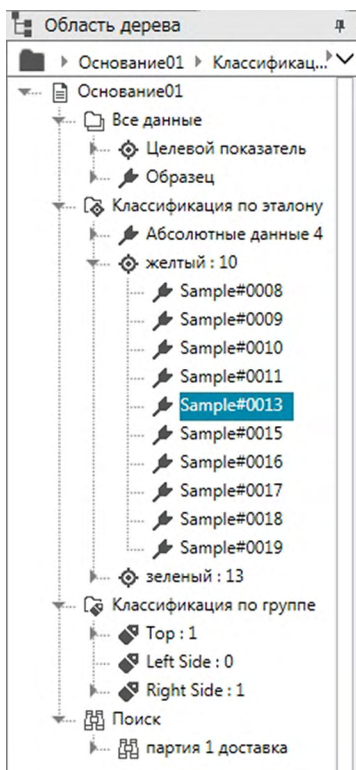 Область дерева
Основание01 Классификац...
Основание01
Все данные
Целевой показатель
Образец
Классификация по эталону
Абсолютные данные 4
желтый : 10
Sample#0008
Sample#0009
Sample#0010
Sample#0011
Sample#0013
Sample#0015
Sample#0016
Sample#0017
Sample#0018
Sample#0019
зеленый : 13
Классификация по группе
Top : 1
Left Side : 0
Right Side : 1
Поиск
партия 1 доставка